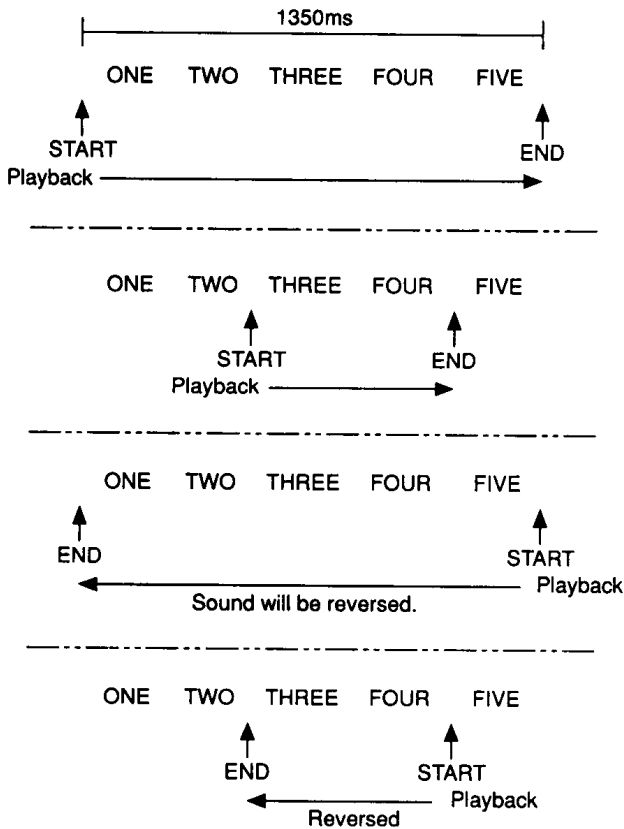 1350ms
ONE TWO THREE FOUR FIVE
START END
Playback
ONE TWO THREE FOUR FIVE
START END
Playback
ONE TWO THREE FOUR FIVE
END START
Playback
Sound will be reversed.
ONE TWO THREE FOUR FIVE
END START
Playback
Reversed